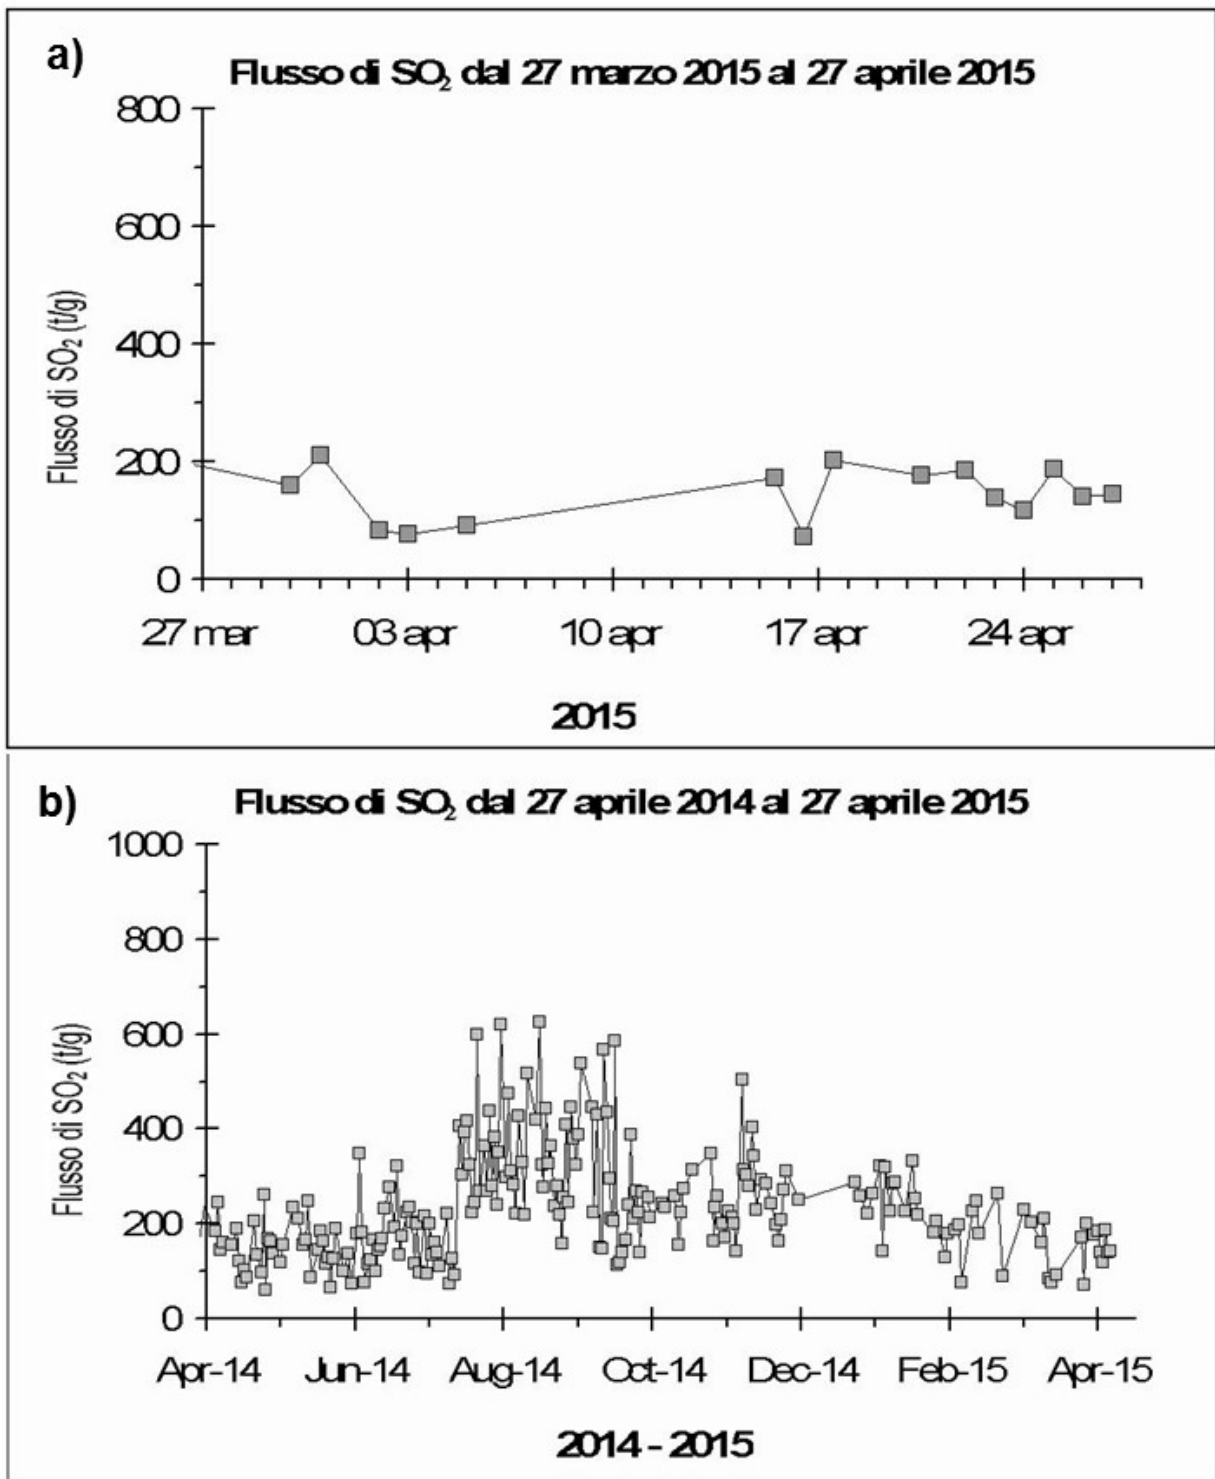 a)
Flusso di SO₂ dal 27 marzo 2015 al 27 aprile 2015
800
600
400
200
0
Flusso di SO₂ (t/g)
27 mar 03 apr 10 apr 17 apr 24 apr
2015
b)
Flusso di SO₂ dal 27 aprile 2014 al 27 aprile 2015
1000
800
600
400
200
0
Flusso di SO₂ (t/g)
Apr-14 Jun-14 Aug-14 Oct-14 Dec-14 Feb-15 Apr-15
2014 - 2015